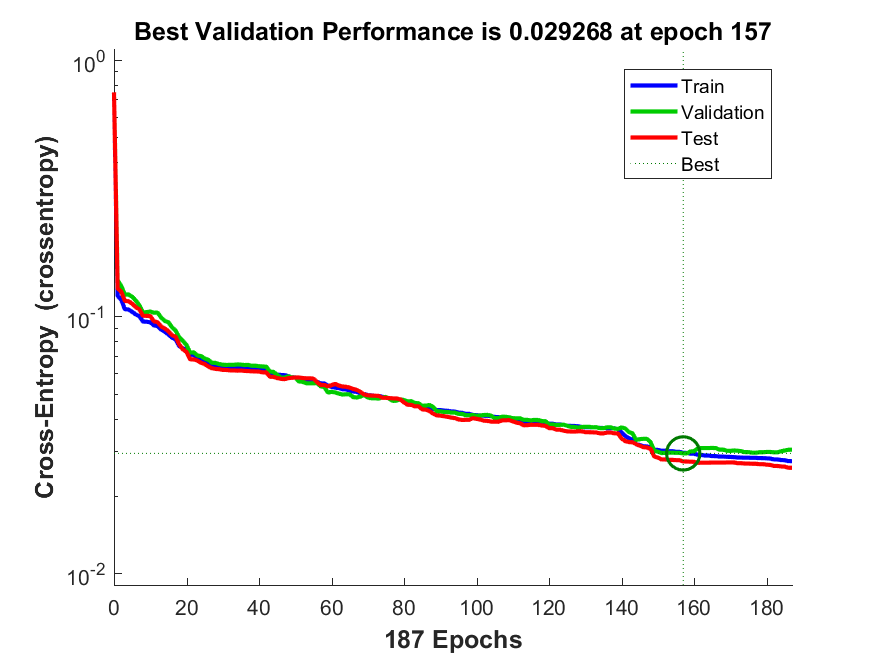 Best Validation Performance is 0.029268 at epoch 157
Cross-Entropy (crossentropy)
10^0
10^-1
10^-2
Train
Validation
Test
Best
0 20 40 60 80 100 120 140 160 180
187 Epochs